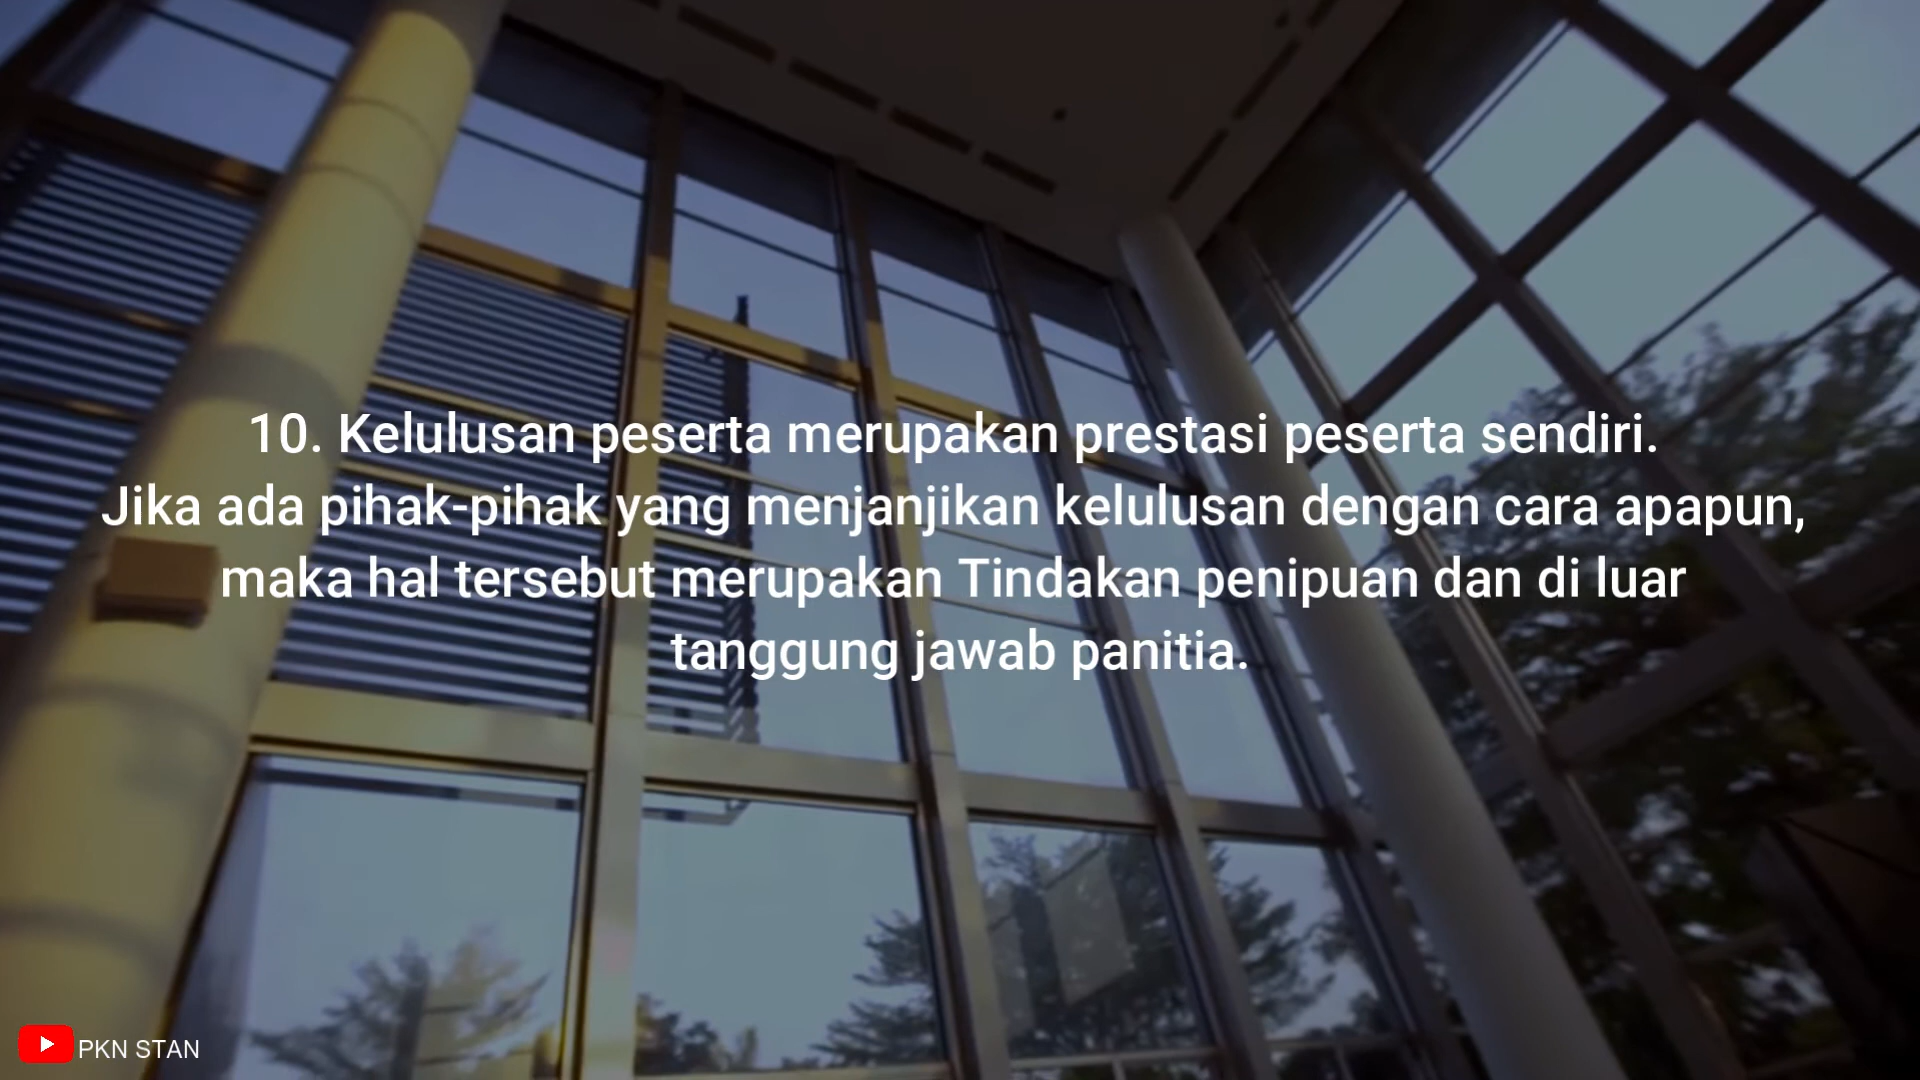 10. Kelulusan peserta merupakan prestasi peserta sendiri.
Jika ada pihak-pihak yang menjanjikan kelulusan dengan cara apapun,
maka hal tersebut merupakan Tindakan penipuan dan di luar
tanggung jawab panitia.
PKN STAN